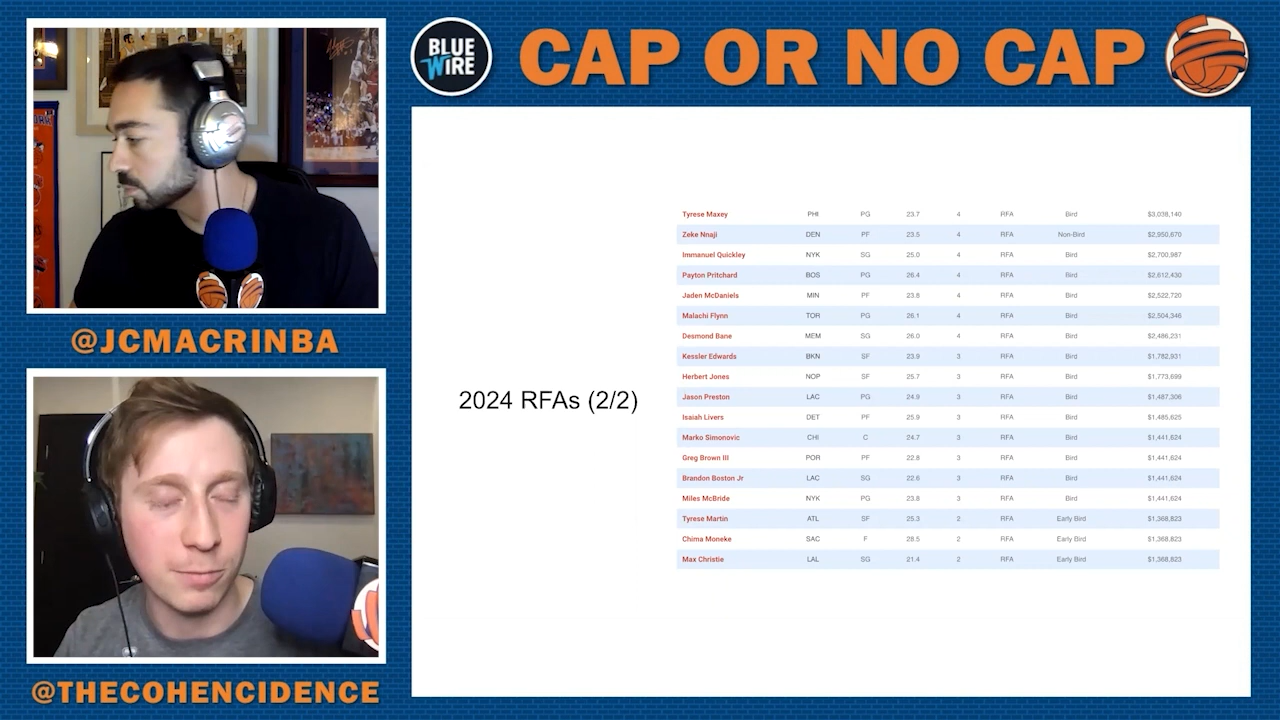 BLUE
WIRE
CAP OR NO CAP
@JCMACRINBA
@THECOHENCIDENCE
2024 RFAs (2/2)
Tyrese Maxey PHI PG 23.7 4 RFA Bird $3,038,140
Zeke Nnaji DEN PF 23.5 4 RFA Non-Bird $2,950,670
Immanuel Quickley NYK SG 25.0 4 RFA Bird $2,700,987
Payton Pritchard BOS PG 26.4 4 RFA Bird $2,612,430
Jaden McDaniels MIN PF 23.8 4 RFA Bird $2,522,720
Malachi Flynn TOR PG 26.1 4 RFA Bird $2,504,346
Desmond Bane MEM SG 26.0 4 RFA Bird $2,486,231
Kessler Edwards BKN SF 23.9 3 RFA Bird $1,782,931
Herbert Jones NOP SF 25.7 3 RFA Bird $1,773,699
Jason Preston LAC PG 24.9 3 RFA Bird $1,487,306
Isaiah Livers DET PF 25.9 3 RFA Bird $1,485,625
Marko Simonovic CHI C 24.7 3 RFA Bird $1,441,624
Greg Brown III POR PF 22.8 3 RFA Bird $1,441,624
Brandon Boston Jr LAC SG 22.6 3 RFA Bird $1,441,624
Miles McBride NYK PG 23.8 3 RFA Bird $1,441,624
Tyrese Martin ATL SF 25.3 2 RFA Early Bird $1,368,823
Chima Moneke SAC F 28.5 2 RFA Early Bird $1,368,823
Max Christie LAL SG 21.4 2 RFA Early Bird $1,368,823